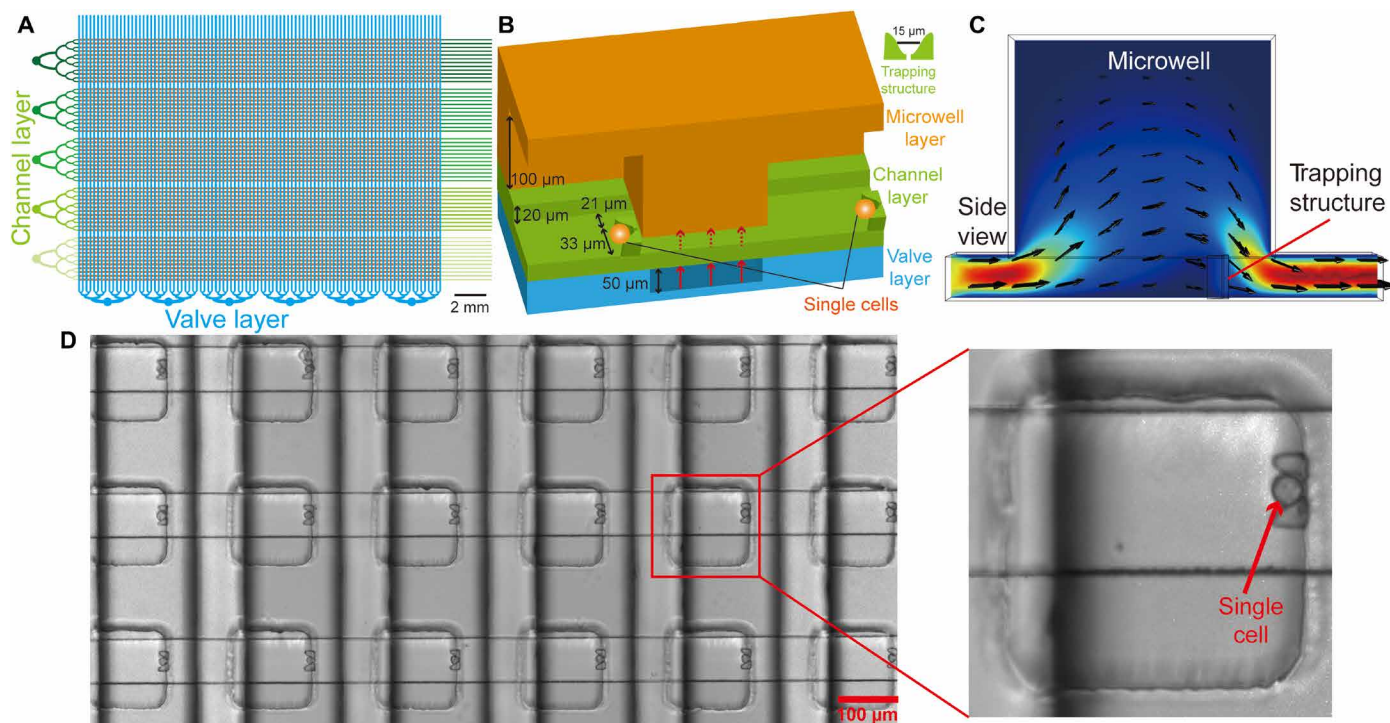 A
Channel layer
Valve layer
2 mm
B
15 µm
Trapping
structure
Microwell
layer
100 µm
Channel
layer
21 µm
20 µm
33 µm
Valve
layer
50 µm
Single cells
C
Microwell
Trapping
structure
Side
view
D
100 µm
Single
cell